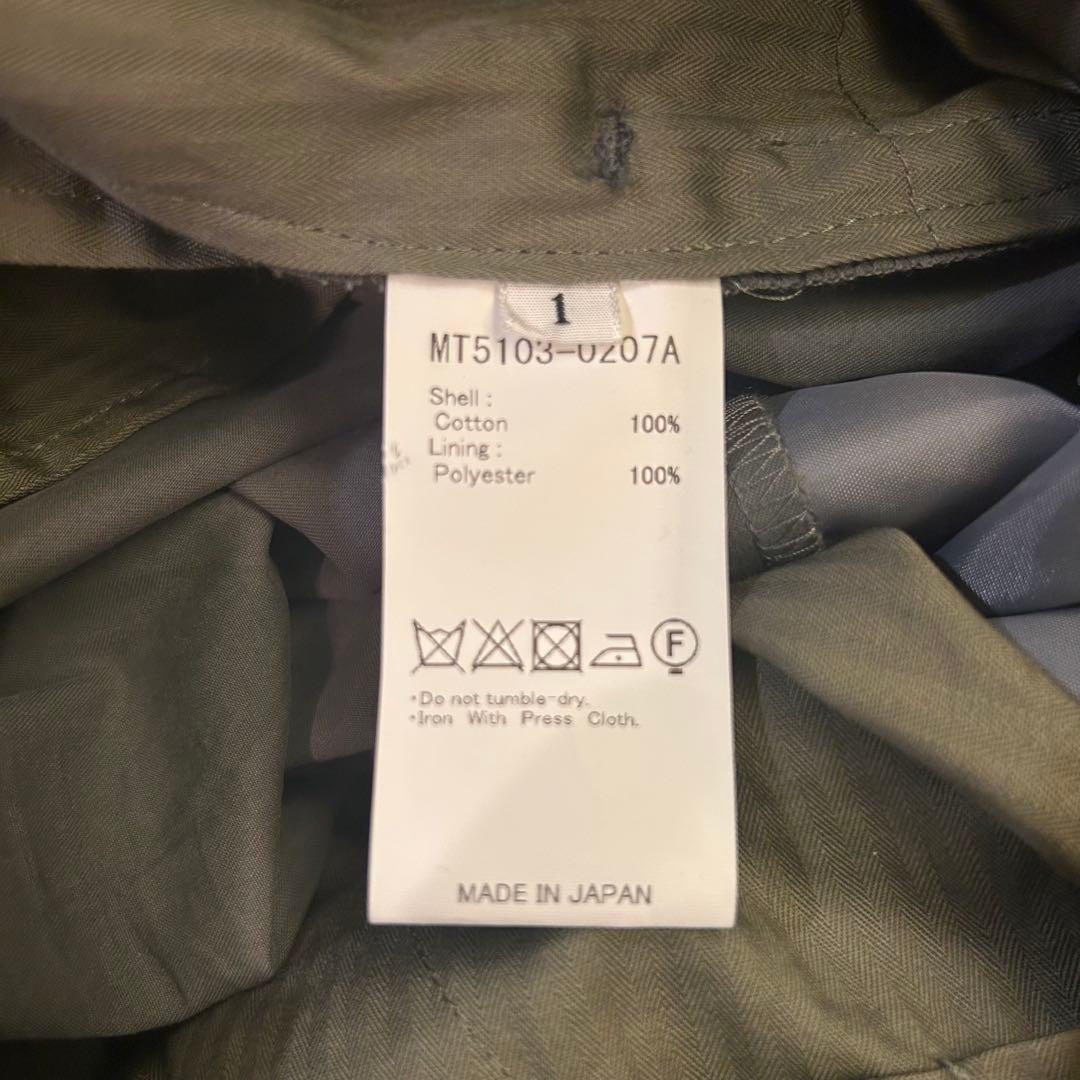 1
MT5103-0207A
Shell :
Cotton 100%
Lining :
Polyester 100%
F
•Do not tumble-dry.
•Iron With Press Cloth.
MADE IN JAPAN